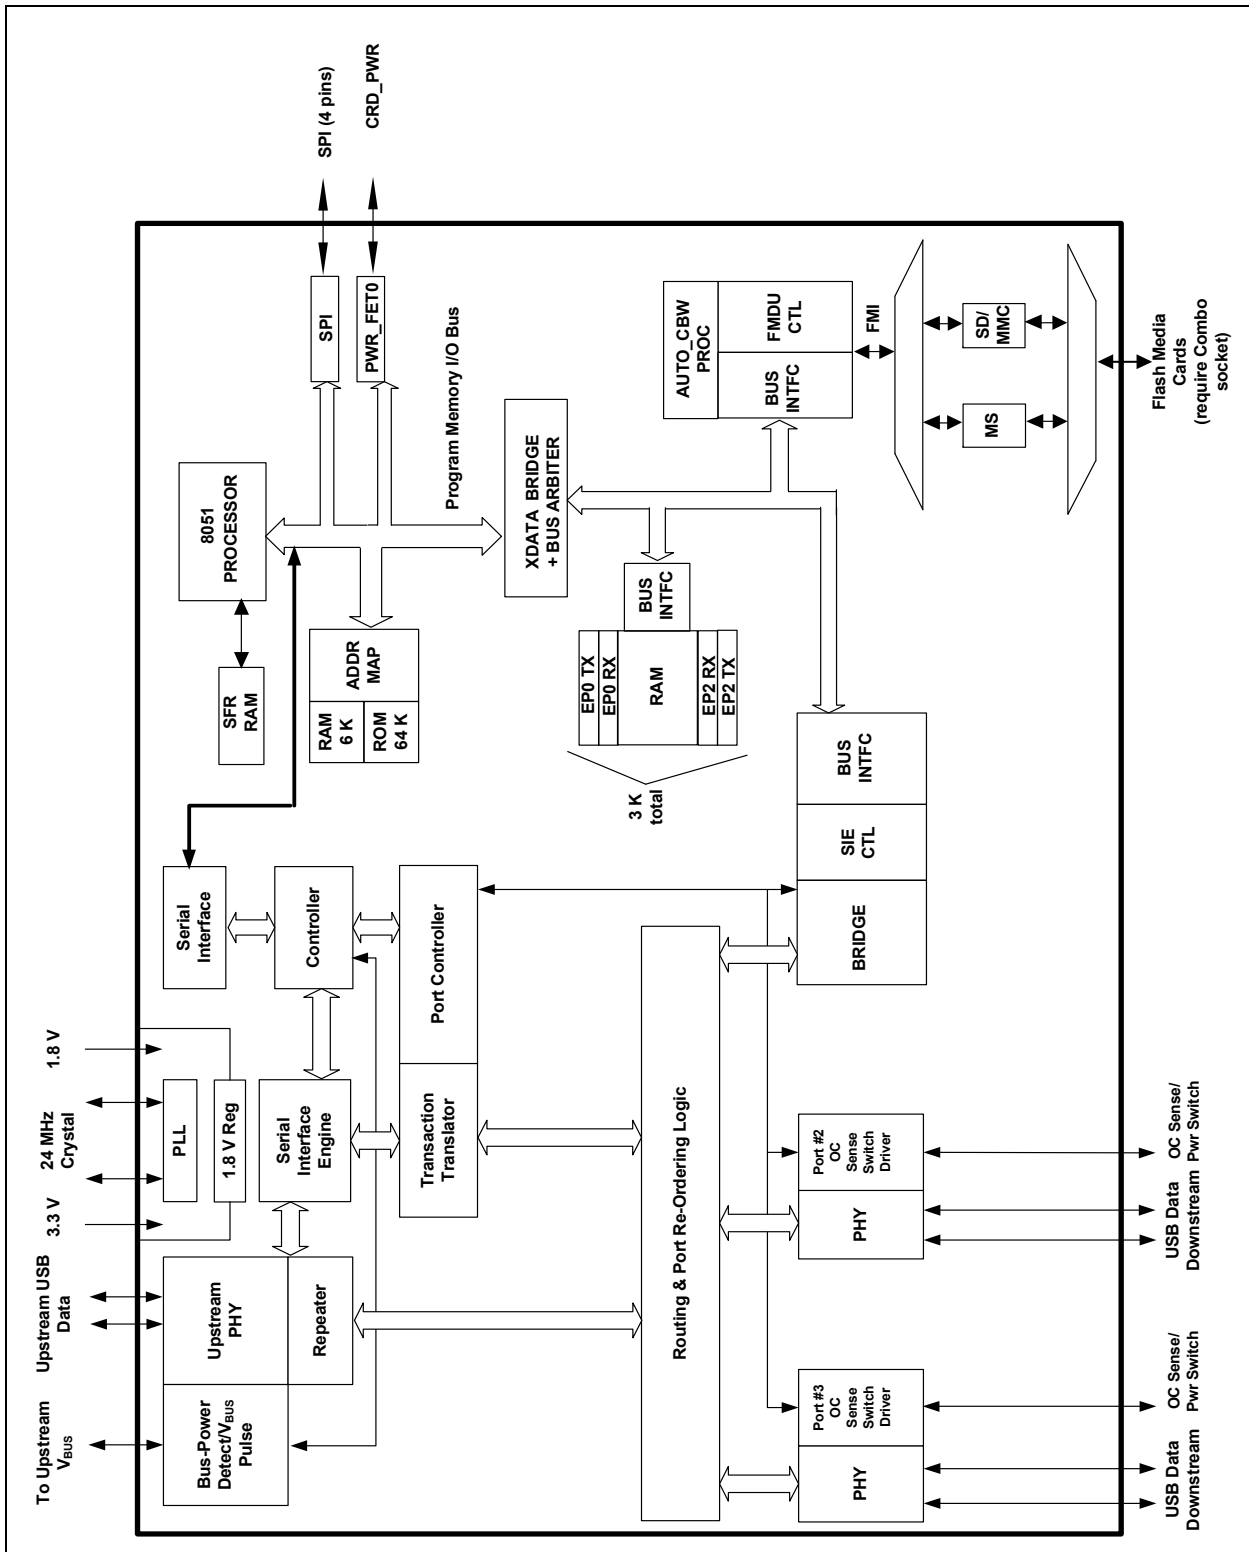 To Upstream
VBUS
Upstream USB
Data
3.3 V
24 MHz
Crystal
1.8 V
Bus-Power
Detect/VBUS
Pulse
Upstream
PHY
Repeater
PLL
1.8 V Reg
Serial
Interface
Engine
Serial
Interface
Controller
Transaction
Translator
Port Controller
SFR
RAM
8051
PROCESSOR
SPI
PWR_FET0
SPI (4 pins)
CRD_PWR
RAM
6 K
ROM
64 K
ADDR
MAP
Program Memory I/O Bus
XDATA BRIDGE
+ BUS ARBITER
3 K
total
EP0 TX
EP0 RX
RAM
EP2 RX
EP2 TX
BUS
INTFC
AUTO_CBW
PROC
BUS
INTFC
FMDU
CTL
FMI
MS
SD/
MMC
Flash Media
Cards
(require Combo
socket)
Routing & Port Re-Ordering Logic
BRIDGE
SIE
CTL
BUS
INTFC
PHY
Port #3
OC
Sense
Switch
Driver
PHY
Port #2
OC
Sense
Switch
Driver
USB Data
Downstream
OC Sense/
Pwr Switch
USB Data
Downstream
OC Sense/
Pwr Switch